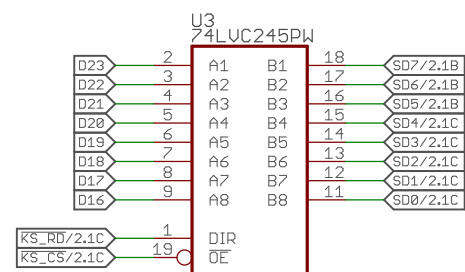 U3
74LVC245PW
D23 2 A1 B1 18 SD7/2.1B
D22 3 A2 B2 17 SD6/2.1B
D21 4 A3 B3 16 SD5/2.1B
D20 5 A4 B4 15 SD4/2.1C
D19 6 A5 B5 14 SD3/2.1C
D18 7 A6 B6 13 SD2/2.1C
D17 8 A7 B7 12 SD1/2.1C
D16 9 A8 B8 11 SD0/2.1C
KS_RD/2.1C 1 DIR
KS_CS/2.1C 19 OE